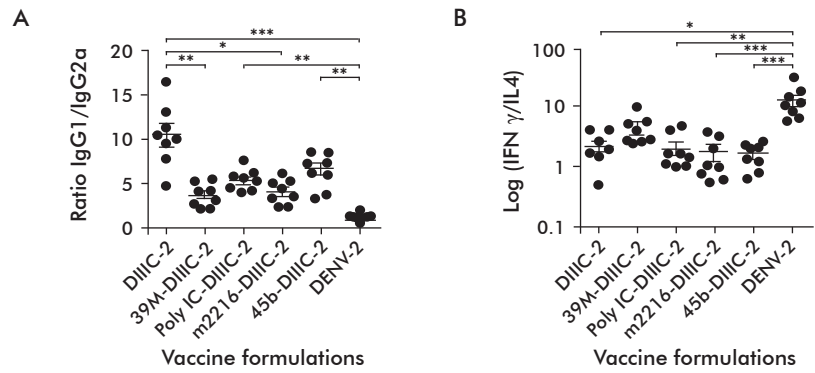 A
Ratio IgG1/IgG2a
20
15
10
5
0
***
*
**
**
**
DIIIC-2
39M-DIIIC-2
Poly IC-DIIIC-2
m2216-DIIIC-2
45b-DIIIC-2
DENV-2
Vaccine formulations
B
Log (IFN γ/IL4)
100
10
1
0.1
*
**
***
***
DIIIC-2
39M-DIIIC-2
Poly IC-DIIIC-2
m2216-DIIIC-2
45b-DIIIC-2
DENV-2
Vaccine formulations